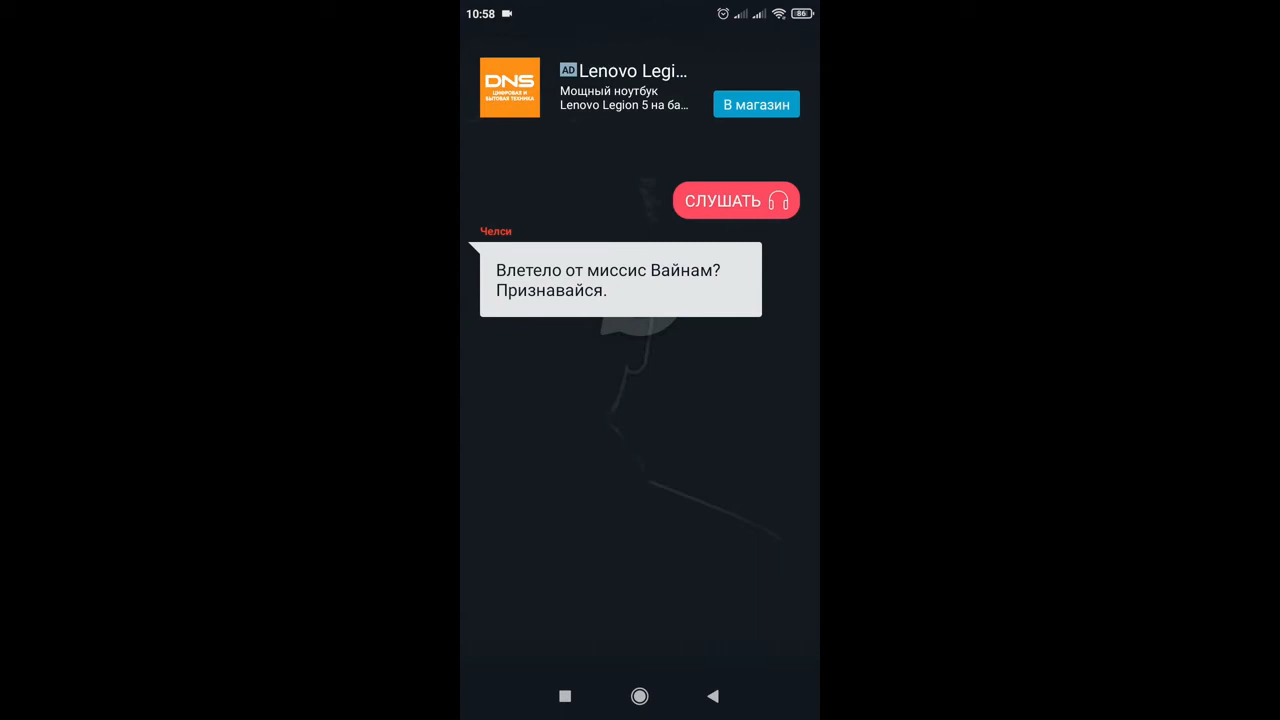 10:58
86
DNS
ЦИФРОВАЯ И
БЫТОВАЯ ТЕХНИКА
AD Lenovo Legi...
Мощный ноутбук
Lenovo Legion 5 на ба...
В магазин
СЛУШАТЬ
Челси
Влетело от миссис Вайнам?
Признавайся.